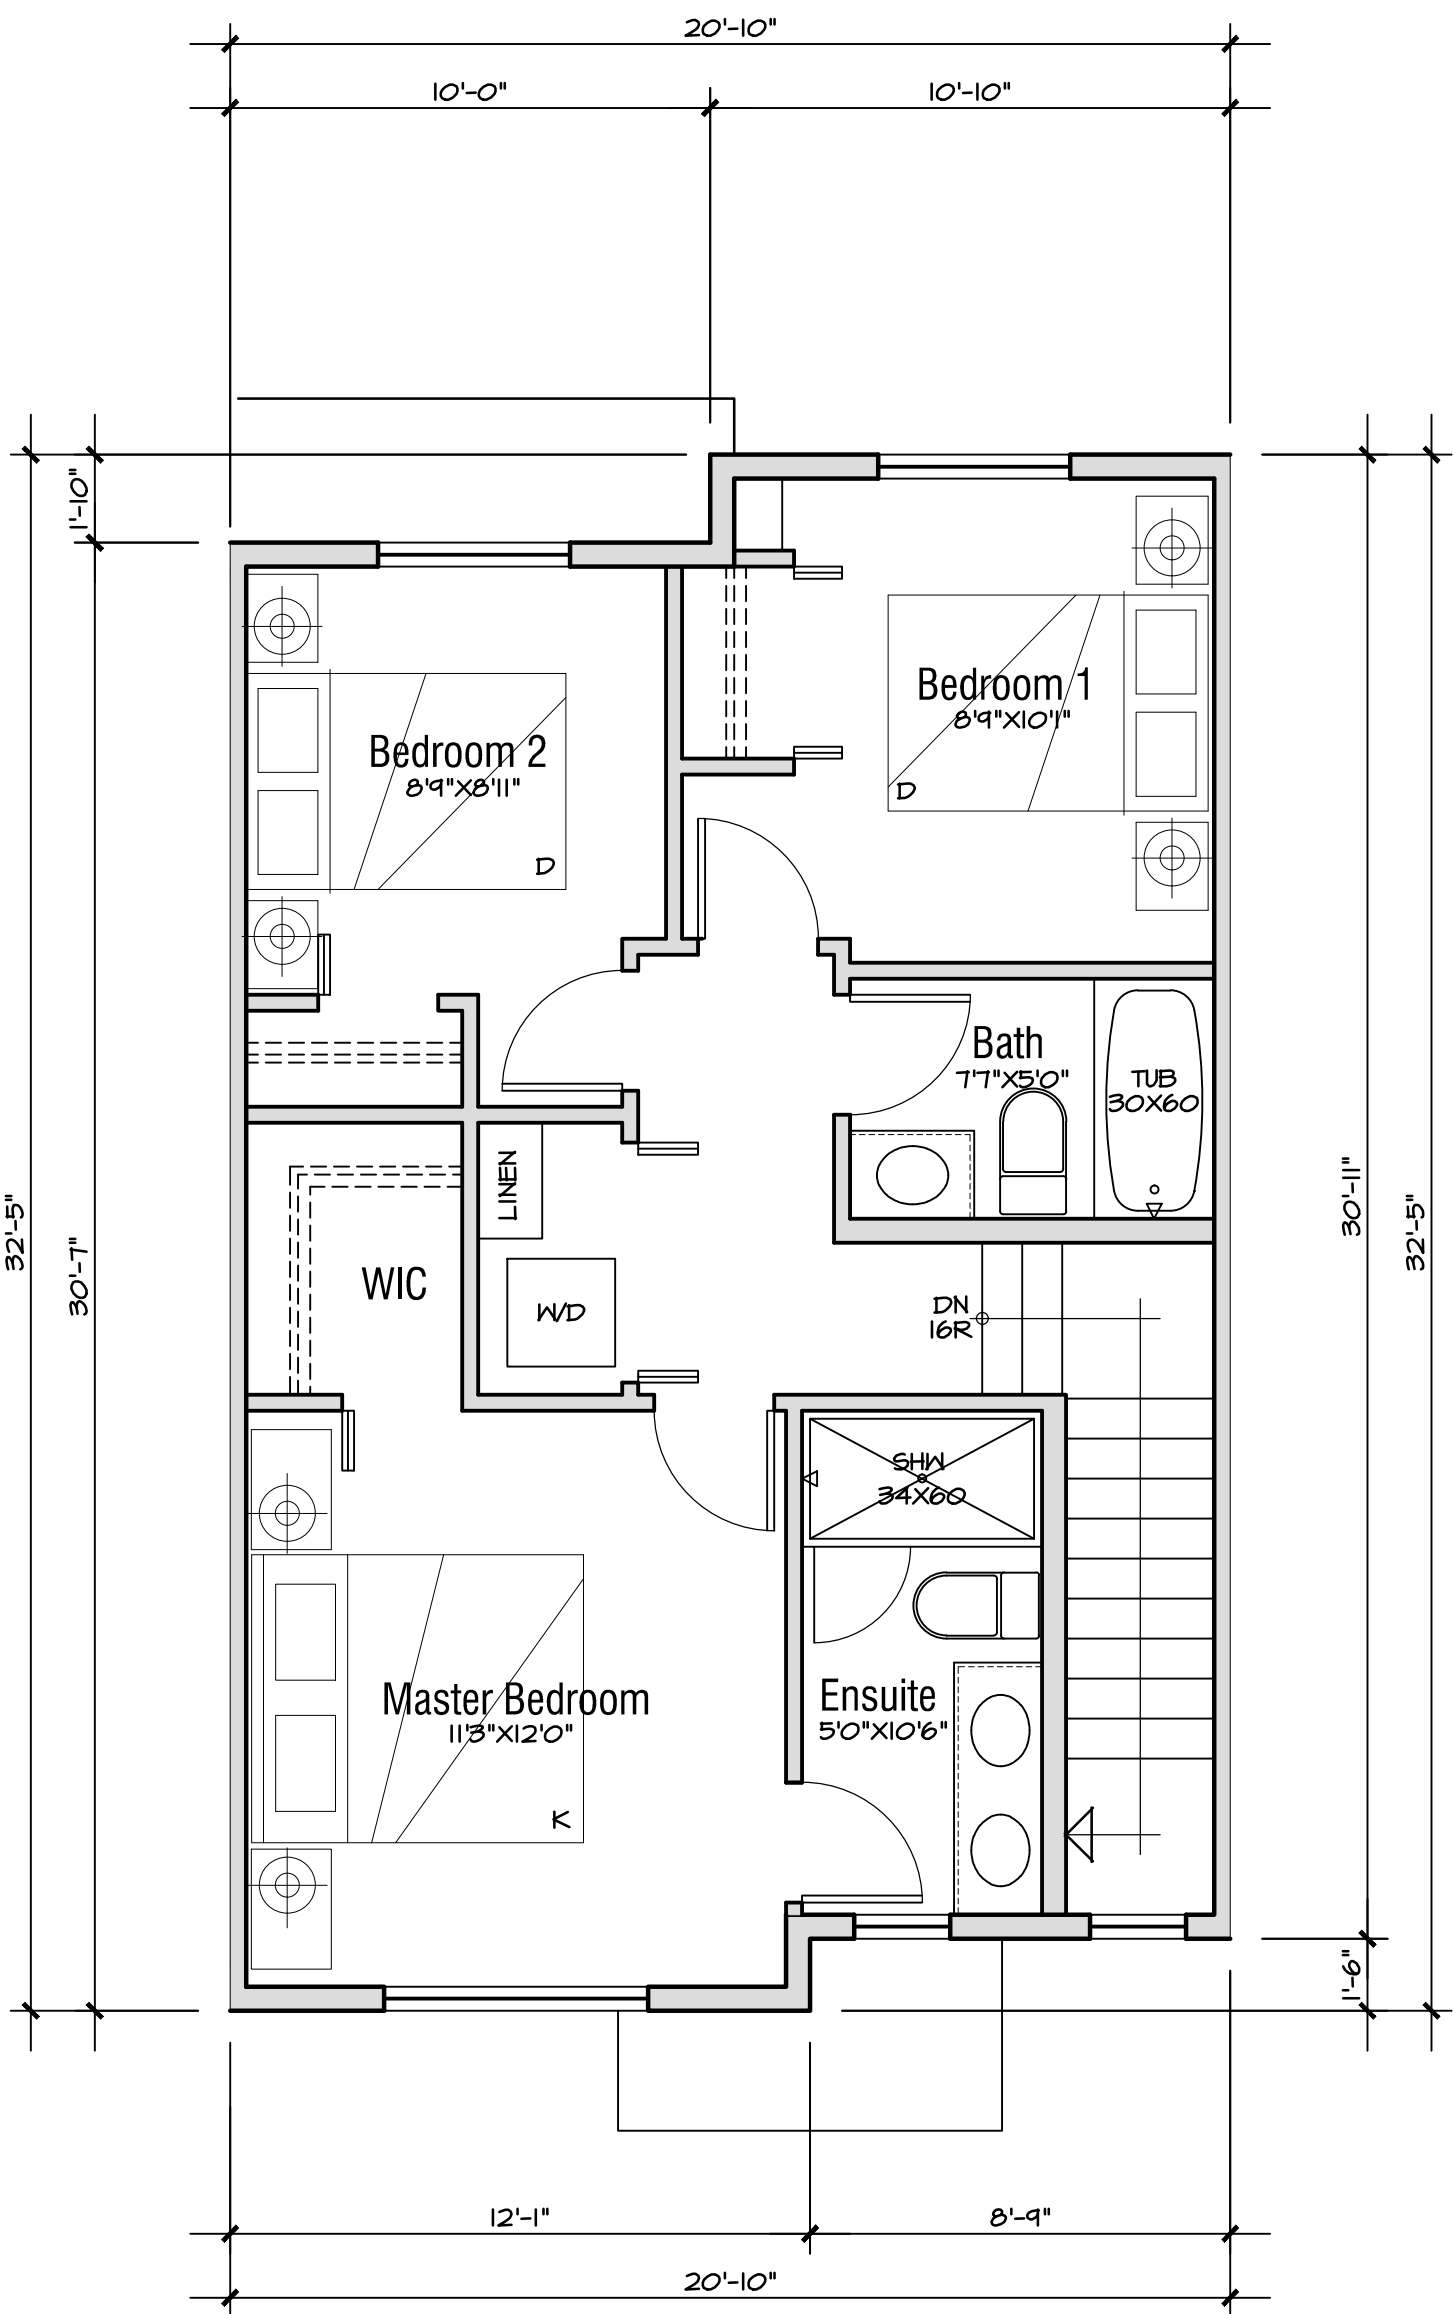 20'-10"
10'-0"
10'-10"
1'-10"
Bedroom 1
8'9"X10'1"
D
Bedroom 2
8'9"X8'11"
D
Bath
7'7"X5'0"
TUB
30X60
LINEN
32'-5"
30'-7"
30'-11"
32'-5"
WIC
W/D
DN
16R
SHW
34X60
Master Bedroom
11'3"X12'0"
K
Ensuite
5'0"X10'6"
1'-6"
12'-1"
8'-9"
20'-10"